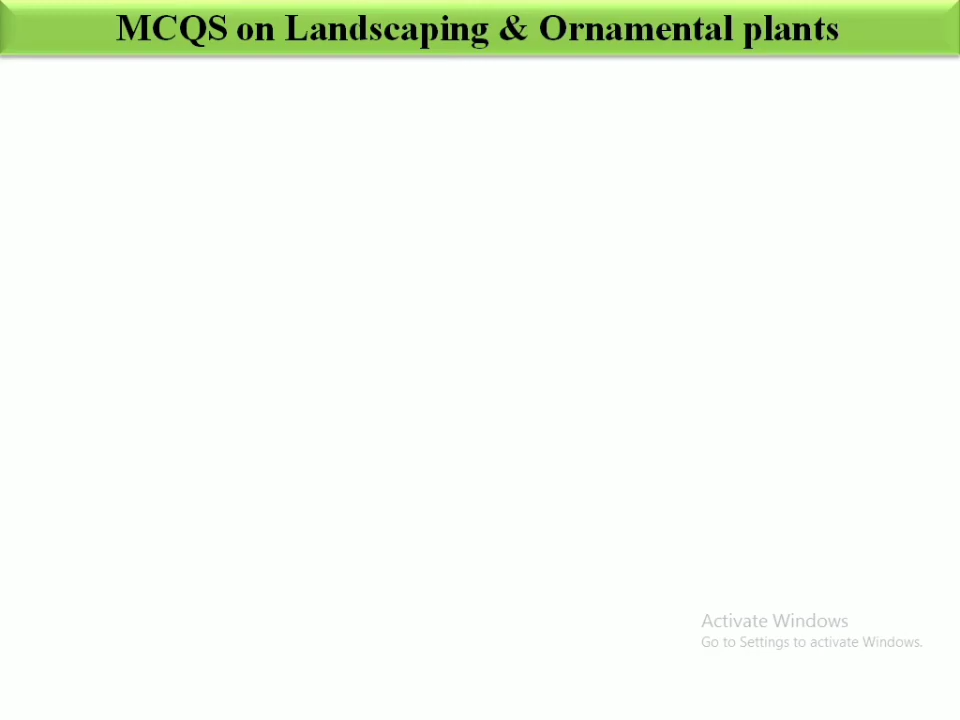 MCQS on Landscaping & Ornamental plants
Activate Windows
Go to Settings to activate Windows.